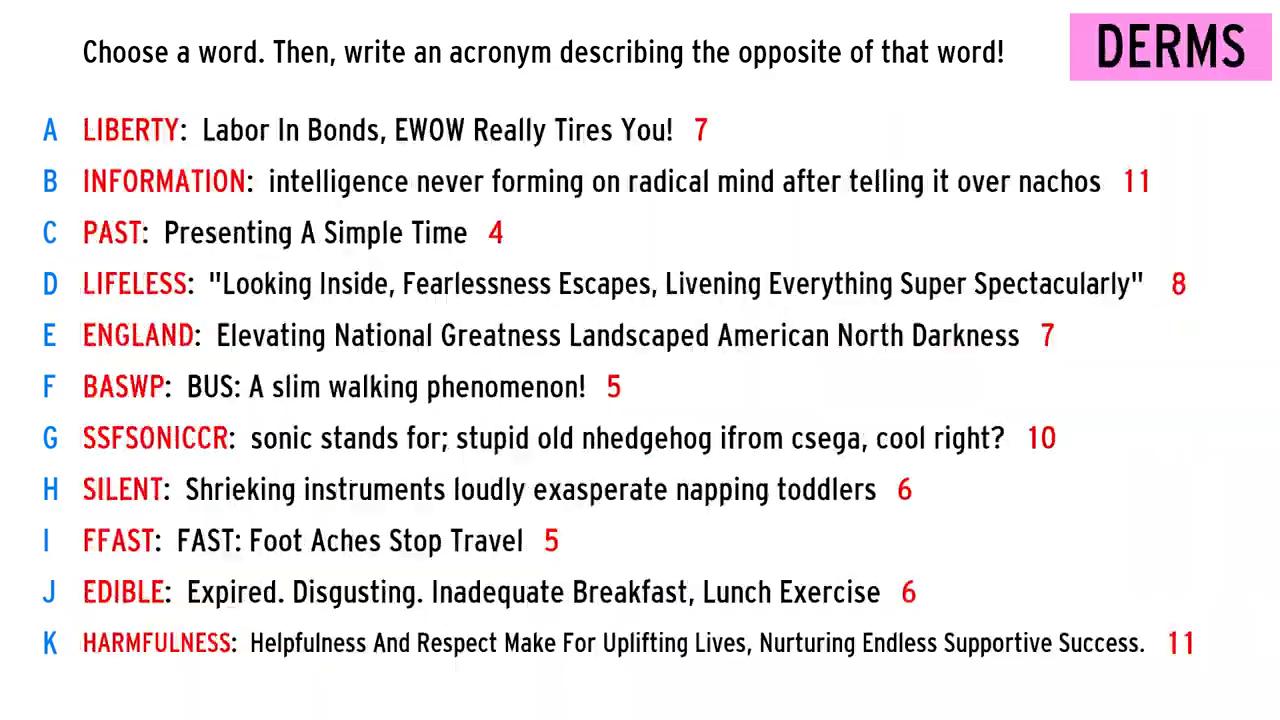 DERMS
Choose a word. Then, write an acronym describing the opposite of that word!
A LIBERTY: Labor In Bonds, EWOW Really Tires You! 7
B INFORMATION: intelligence never forming on radical mind after telling it over nachos 11
C PAST: Presenting A Simple Time 4
D LIFELESS: "Looking Inside, Fearlessness Escapes, Livening Everything Super Spectacularly" 8
E ENGLAND: Elevating National Greatness Landscaped American North Darkness 7
F BASWP: BUS: A slim walking phenomenon! 5
G SSFSONICCR: sonic stands for; stupid old nhedgehog ifrom csega, cool right? 10
H SILENT: Shrieking instruments loudly exasperate napping toddlers 6
I FFAST: FAST: Foot Aches Stop Travel 5
J EDIBLE: Expired. Disgusting. Inadequate Breakfast, Lunch Exercise 6
K HARMFULNESS: Helpfulness And Respect Make For Uplifting Lives, Nurturing Endless Supportive Success. 11